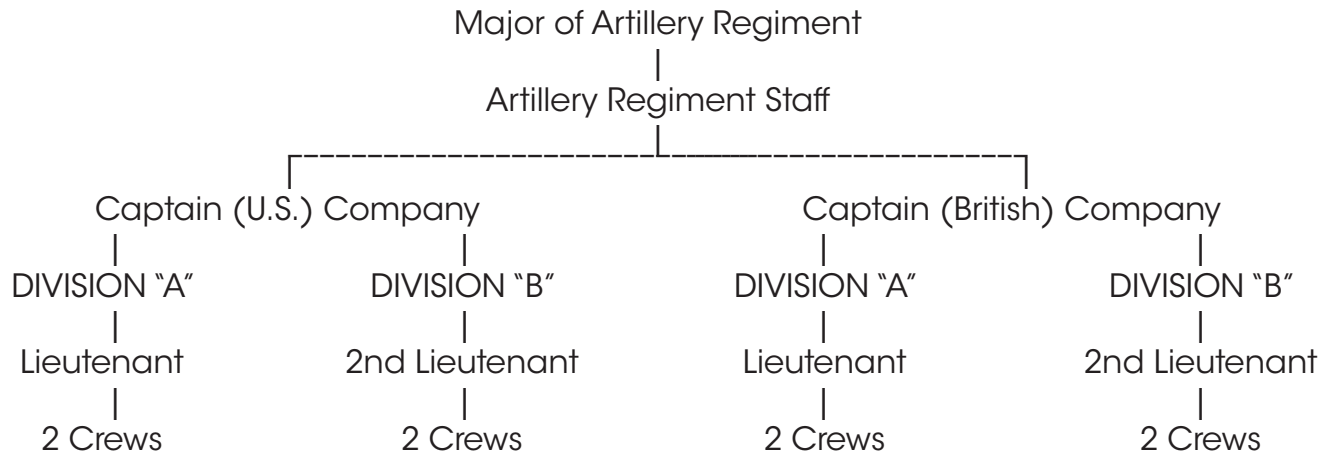 Major of Artillery Regiment
Artillery Regiment Staff
Captain (U.S.) Company Captain (British) Company
DIVISION “A” DIVISION “B” DIVISION “A” DIVISION “B”
Lieutenant 2nd Lieutenant Lieutenant 2nd Lieutenant
2 Crews 2 Crews 2 Crews 2 Crews